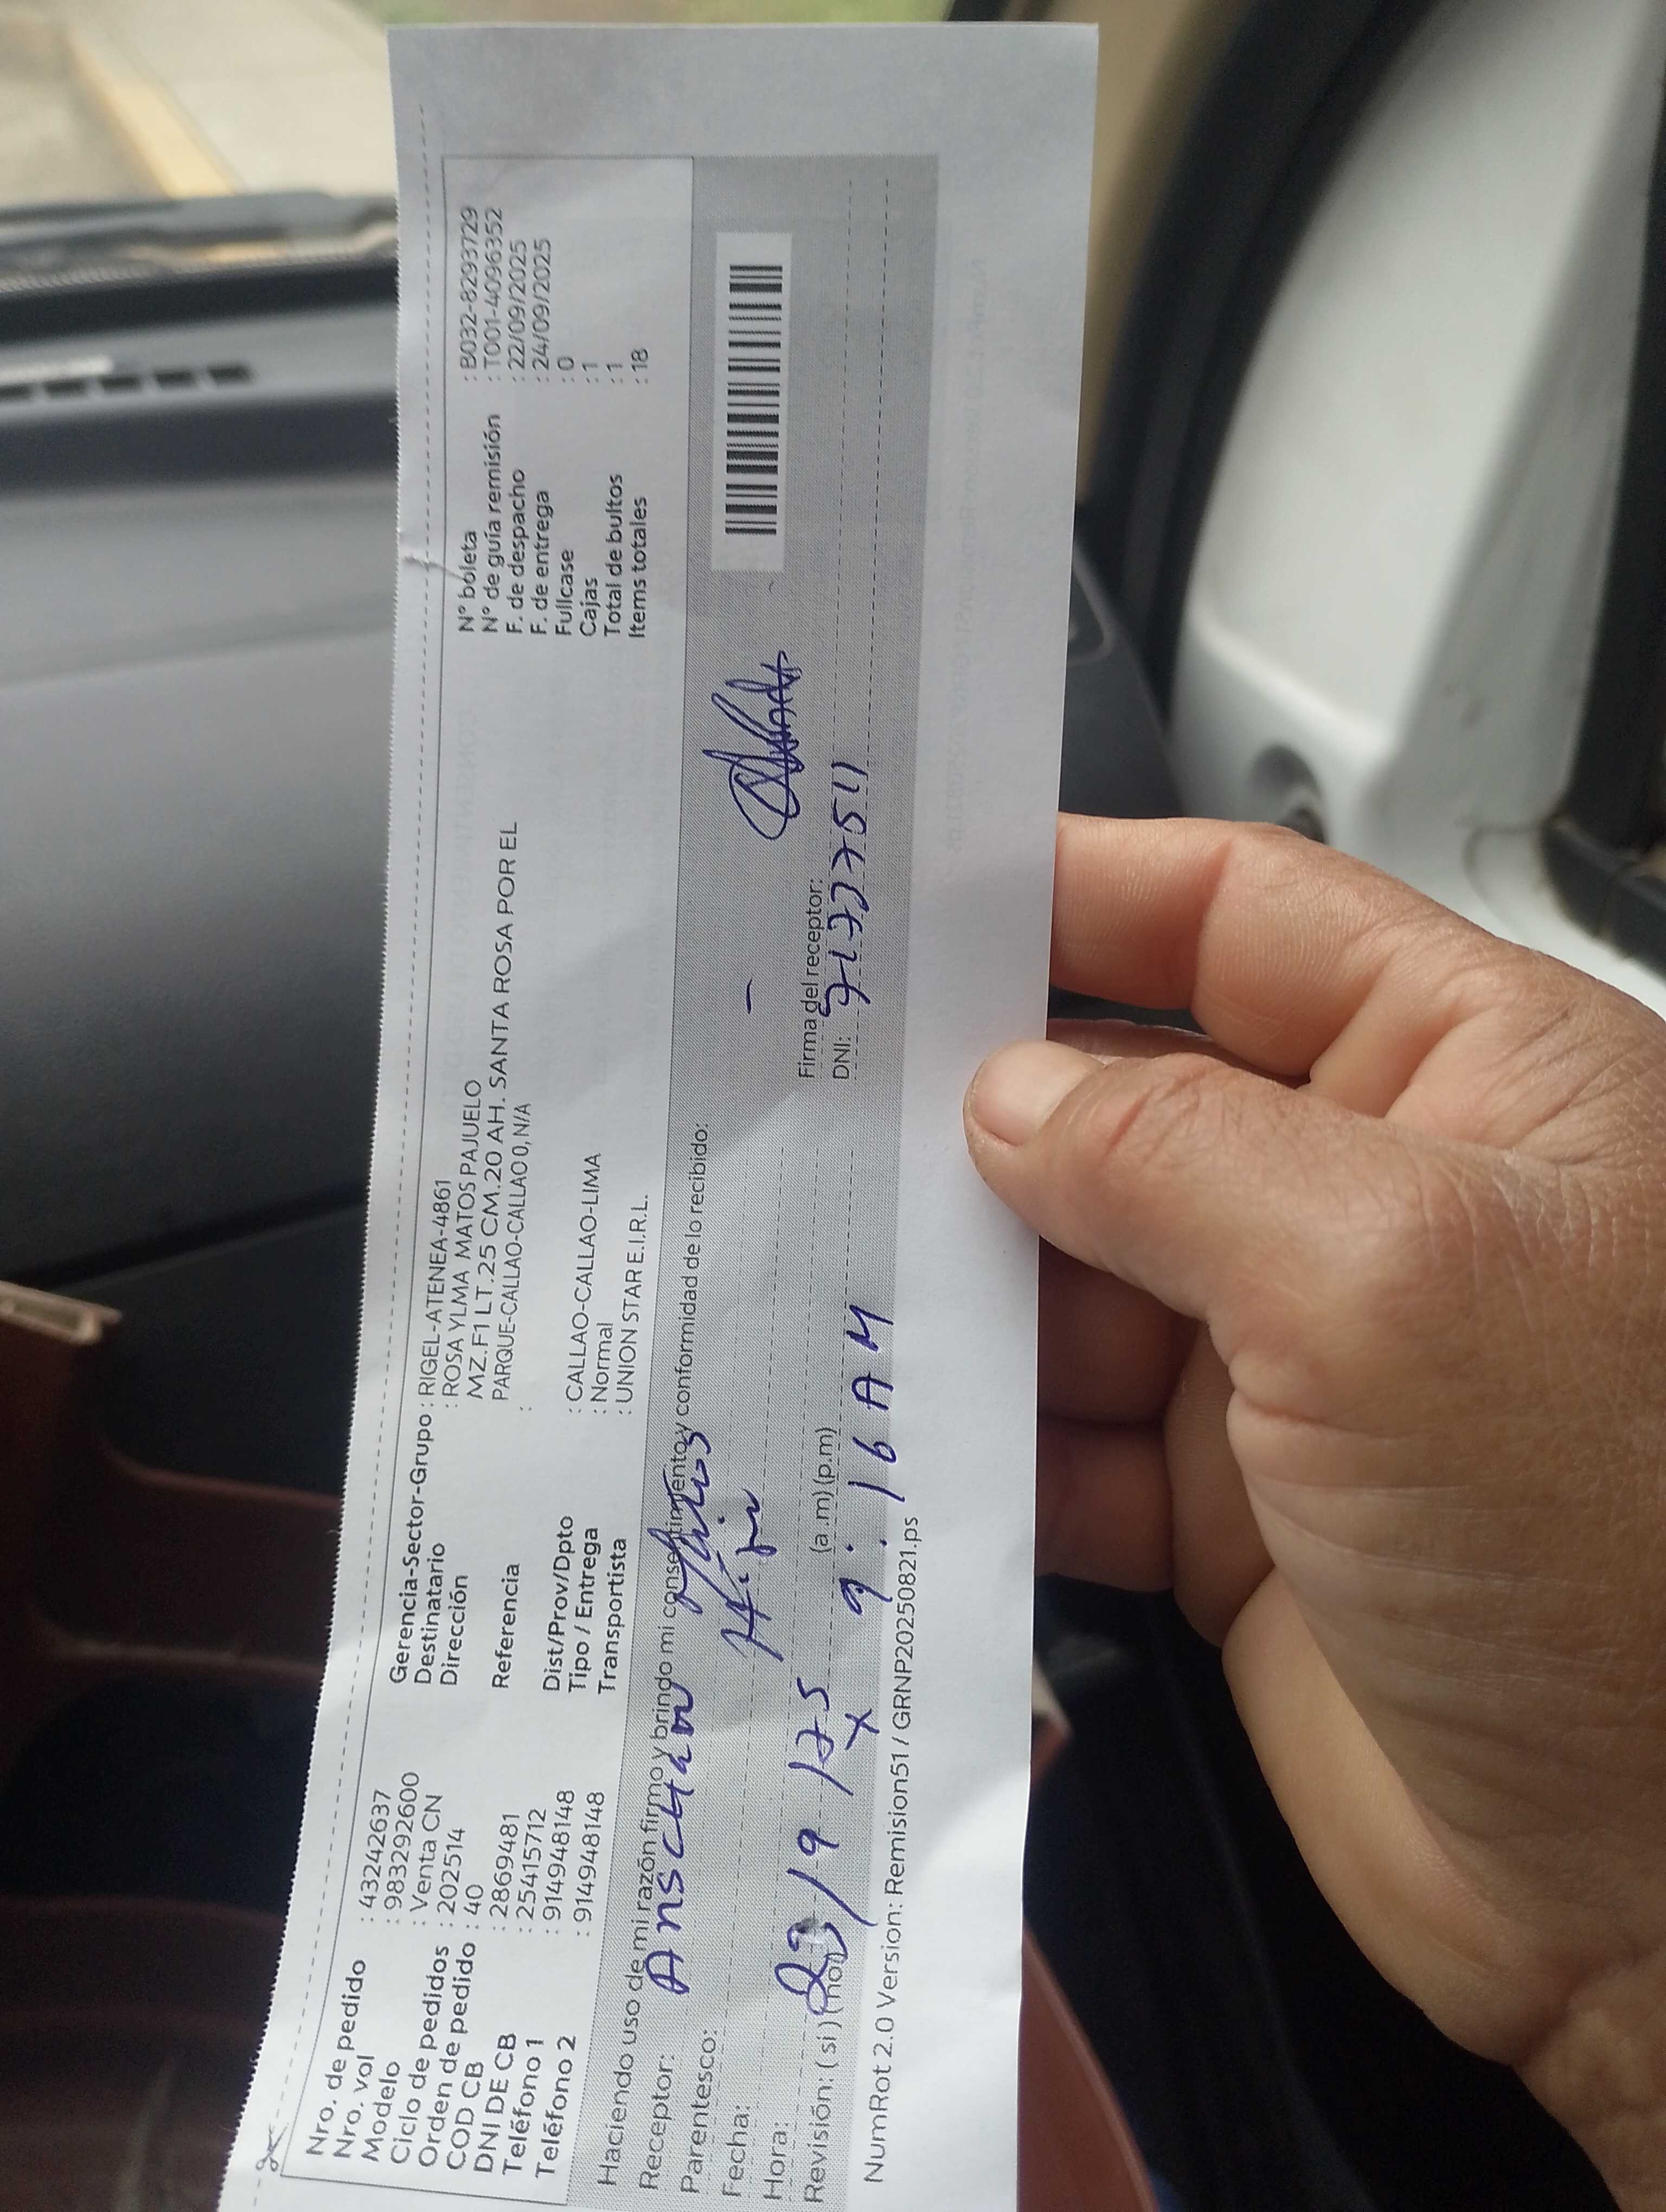 Nro. de pedido : 43242637
Nro. vol : 9832926OO
Modelo : Venta CN
Ciclo de pedidos : 202514
Orden de pedido : 40
COD CB : 2869481
DNI DE CB : 25415712
Teléfono 1 : 914948148
Teléfono 2 : 914948148
Gerencia-Sector-Grupo : RIGEL-ATENEA-4861
Destinatario : ROSA YLMA MATOS PAJUELO
Dirección MZ.F1 LT.25 CM.20 AH. SANTA ROSA POR EL
PARQUE-CALLAO-CALLAO-CALLAO 0, N/A
Referencia :
Dist/Prov/Dpto : CALLAO-CALLAO-LIMA
Tipo / Entrega : Normal
Transportista : UNION STAR E.I.R.L.
N° boleta : B032-8293729
N° de guía remisión : T001-4096352
F. de despacho : 22/09/2025
F. de entrega : 24/09/2025
Fullcase : 0
Cajas : 1
Total de bultos : 1
Items totales : 18
Haciendo uso de mi razón firmo y brindo mi consentimiento y conformidad de lo recibido:
Receptor:
Parentesco:
Fecha: /9/25
Hora: (a.m) (p.m) 9:16 AM
Revisión: (si) (no) X
Firma del receptor:
DNI:
NumRot 2.0 Version: Remision51 / GRNP20250821.ps